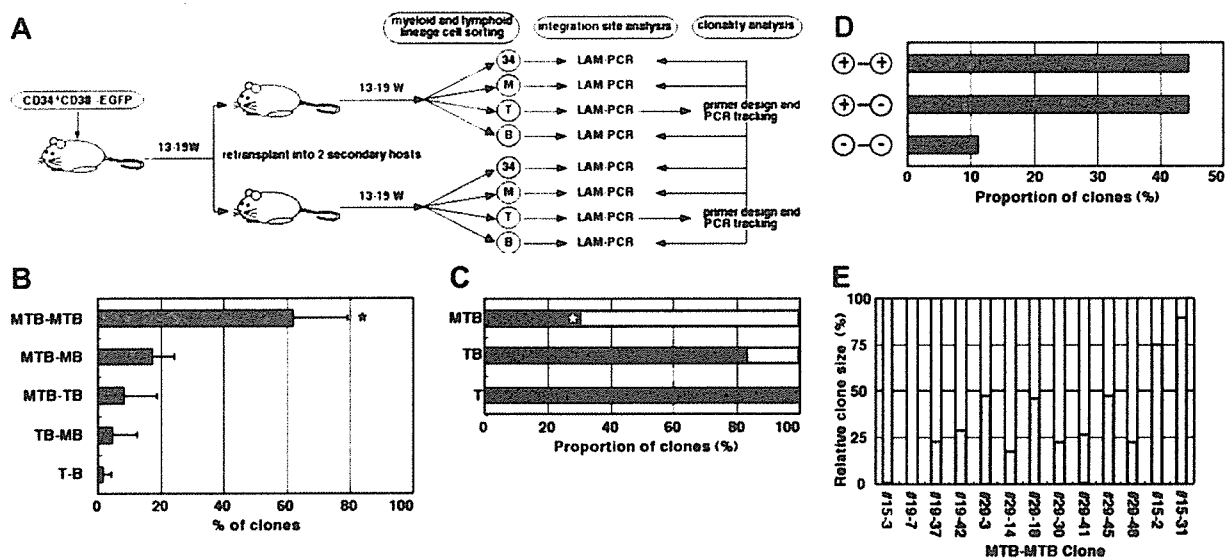 A
myeloid and lymphoid
lineage cell sorting
integration site analysis
clonality analysis
CD34+CD38-EGFP
13-19W
retransplant into 2 secondary hosts
13-19 W
34
M
T
B
LAM-PCR
LAM-PCR
LAM-PCR
LAM-PCR
primer design and
PCR tracking
13-19 W
34
M
T
B
LAM-PCR
LAM-PCR
LAM-PCR
LAM-PCR
primer design and
PCR tracking
D
+ - +
+ - -
- - -
0 10 20 30 40 50
Proportion of clones (%)
B
MTB-MTB
MTB-MB
MTB-TB
TB-MB
T-B
*
0 20 40 60 80 100
% of clones
C
MTB
TB
T
0 20 40 60 80 100
Proportion of clones (%)
E
Relative clone size (%)
100
75
50
25
0
#15-3
#19-7
#19-37
#19-42
#29-3
#29-14
#29-18
#29-30
#29-41
#29-45
#29-48
#15-2
#15-31
MTB-MTB Clone